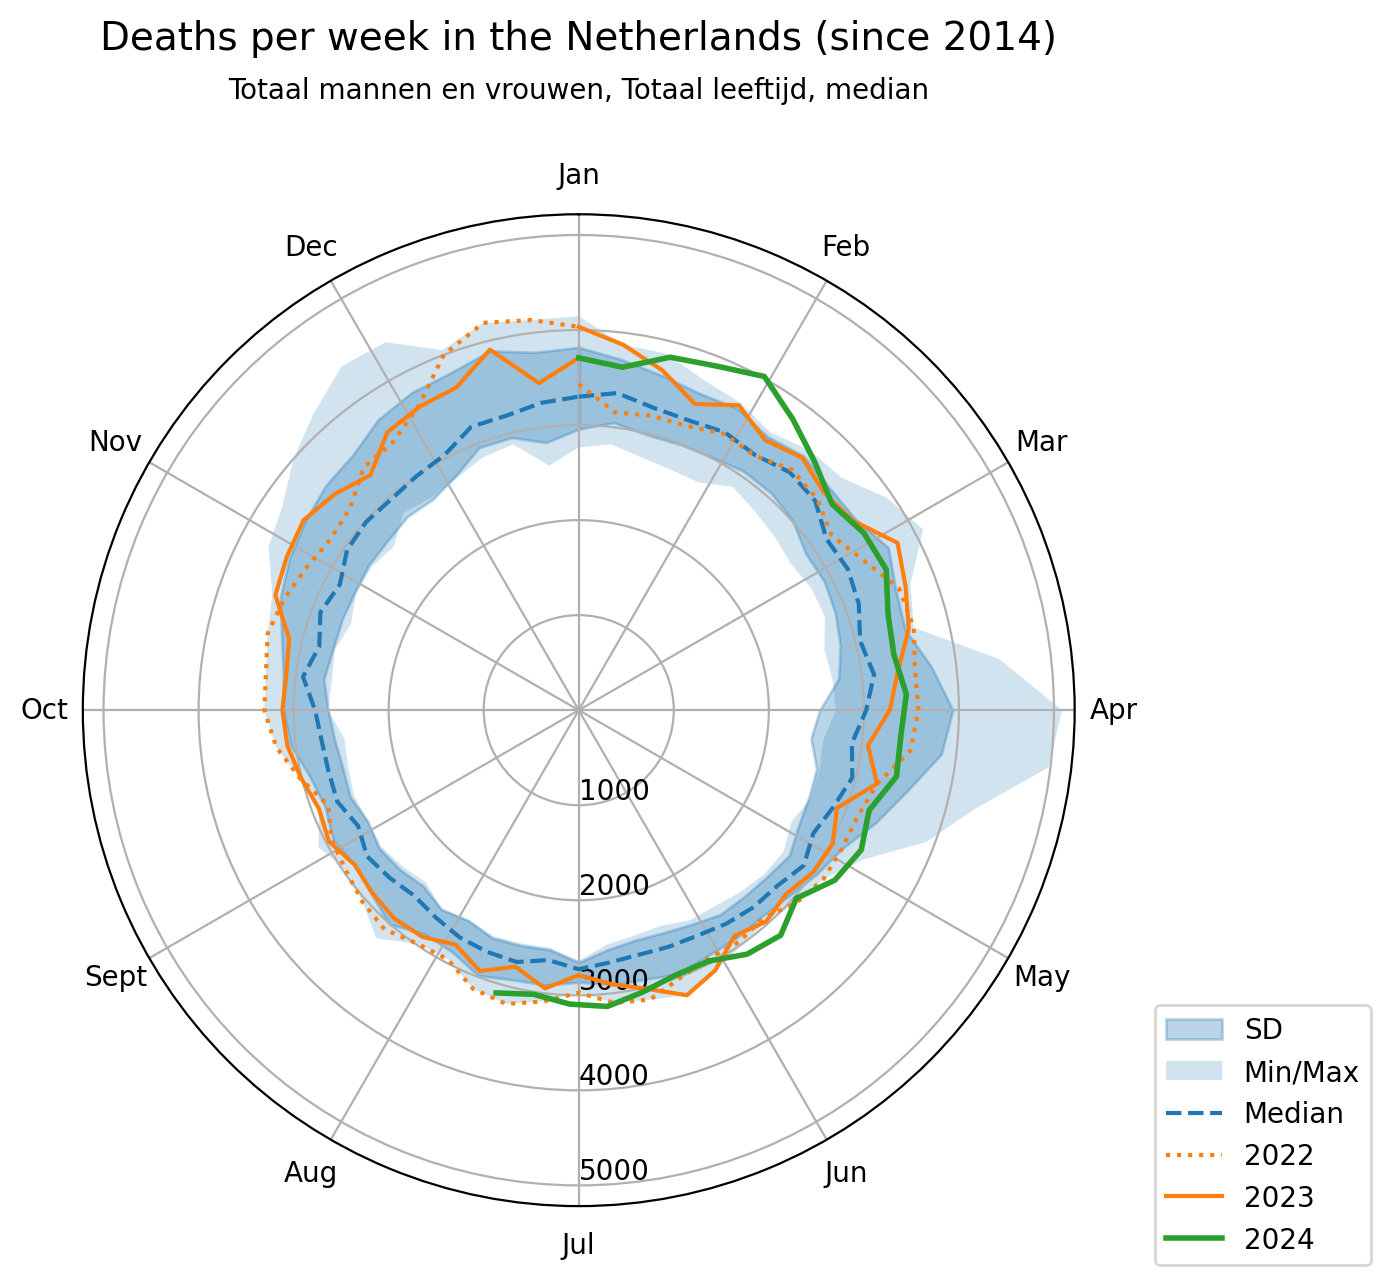 Deaths per week in the Netherlands (since 2014)
Totaal mannen en vrouwen, Totaal leeftijd, median
Jan
Feb
Mar
Apr
May
Jun
Jul
Aug
Sept
Oct
Nov
Dec
1000
2000
3000
4000
5000
SD
Min/Max
Median
2022
2023
2024